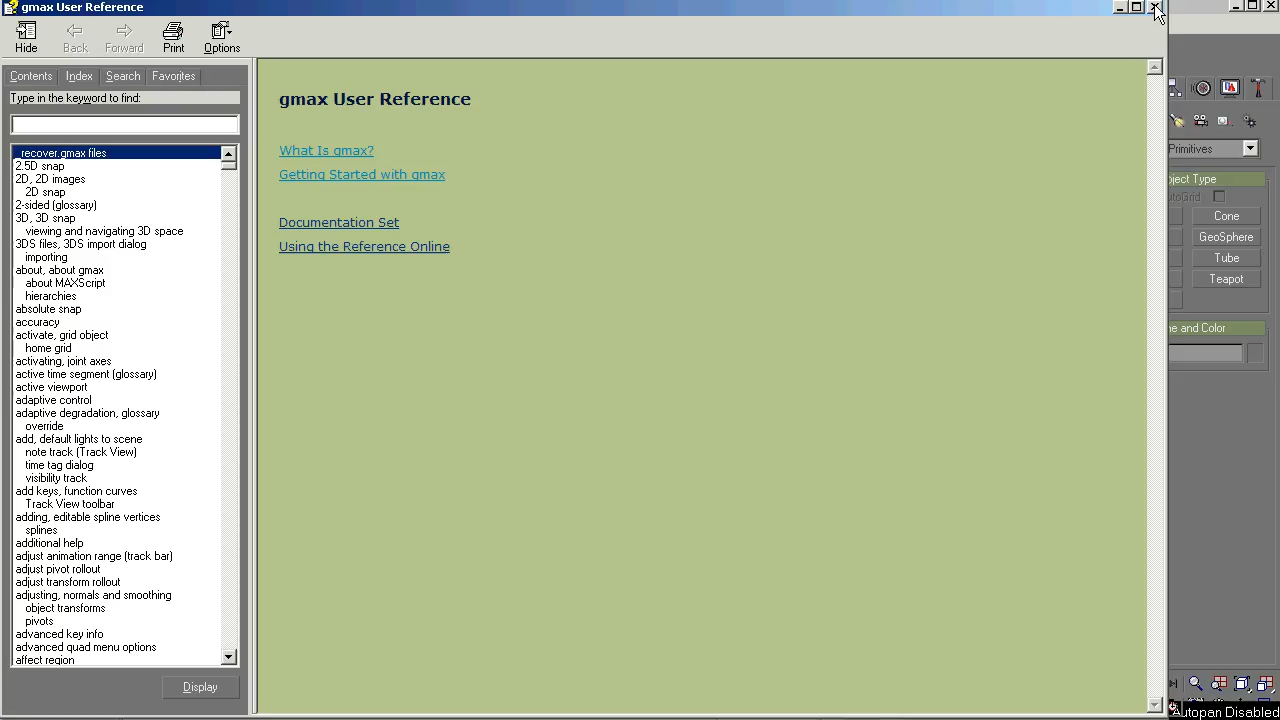 gmax User Reference
Hide
Back
Forward
Print
Options
Contents
Index
Search
Favorites
Type in the keyword to find:
_recover.gmax files
2.5D snap
2D, 2D images
2D snap
2-sided (glossary)
3D, 3D snap
viewing and navigating 3D space
3DS files, 3DS import dialog
importing
about, about gmax
about MAXScript
hierarchies
absolute snap
accuracy
activate, grid object
home grid
activating, joint axes
active time segment (glossary)
active viewport
adaptive control
adaptive degradation, glossary
override
add, default lights to scene
note track (Track View)
time tag dialog
visibility track
add keys, function curves
Track View toolbar
adding, editable spline vertices
splines
additional help
adjust animation range (track bar)
adjust pivot rollout
adjust transform rollout
adjusting, normals and smoothing
object transforms
pivots
advanced key info
advanced quad menu options
affect region
Display
gmax User Reference
What Is gmax?
Getting Started with gmax
Documentation Set
Using the Reference Online
Primitives
ject Type
toGrid
Cone
GeoSphere
Tube
Teapot
e and Color
Autopan Disabled